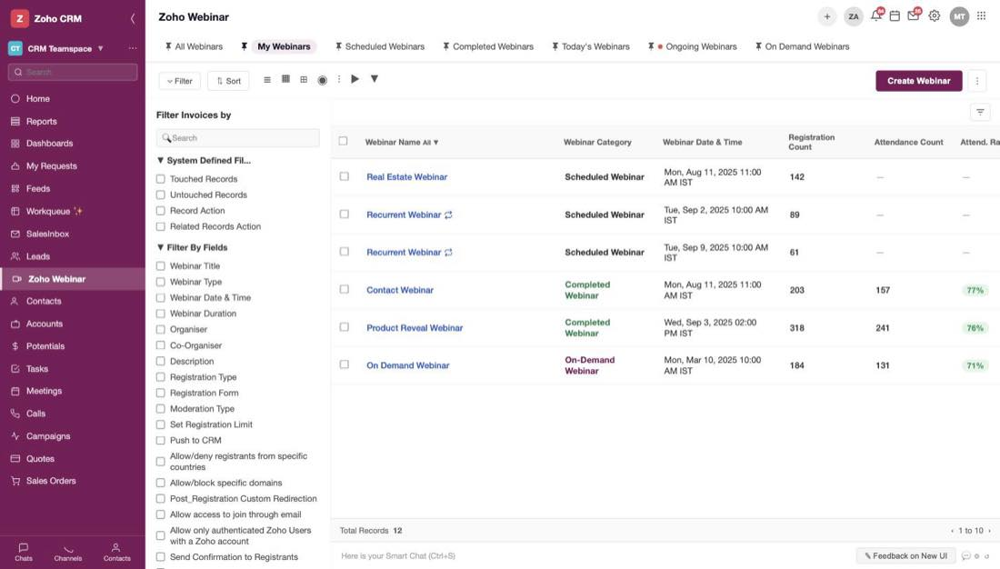 Z Zoho CRM
CT CRM Teamspace
Search
Home
Reports
Dashboards
My Requests
Feeds
Workqueue
SalesInbox
Leads
Zoho Webinar
Contacts
Accounts
Potentials
Tasks
Meetings
Calls
Campaigns
Quotes
Sales Orders
Chats Channels Contacts
Zoho Webinar
ZA MT
All Webinars My Webinars Scheduled Webinars Completed Webinars Today's Webinars Ongoing Webinars On Demand Webinars
Filter Sort Create Webinar
Filter Invoices by
Search
System Defined Fil...
Touched Records
Untouched Records
Record Action
Related Records Action
Filter By Fields
Webinar Title
Webinar Type
Webinar Date & Time
Webinar Duration
Organiser
Co-Organiser
Description
Registration Type
Registration Form
Moderation Type
Set Registration Limit
Push to CRM
Allow/deny registrants from specific
countries
Allow/block specific domains
Post_Registration Custom Redirection
Allow access to join through email
Allow only authenticated Zoho Users
with a Zoho account
Send Confirmation to Registrants
Webinar Name All Webinar Category Webinar Date & Time Registration Count Attendance Count Attend. Ra
Real Estate Webinar Scheduled Webinar Mon, Aug 11, 2025 11:00 AM IST 142 — —
Recurrent Webinar Scheduled Webinar Tue, Sep 2, 2025 10:00 AM IST 89 — —
Recurrent Webinar Scheduled Webinar Tue, Sep 9, 2025 10:00 AM IST 61 — —
Contact Webinar Completed Webinar Mon, Aug 11, 2025 11:00 AM IST 203 157 77%
Product Reveal Webinar Completed Webinar Wed, Sep 3, 2025 02:00 PM IST 318 241 76%
On Demand Webinar On-Demand Webinar Mon, Mar 10, 2025 10:00 AM IST 184 131 71%
Total Records 12 ‹ 1 to 10 ›
Here is your Smart Chat (Ctrl+S) Feedback on New UI